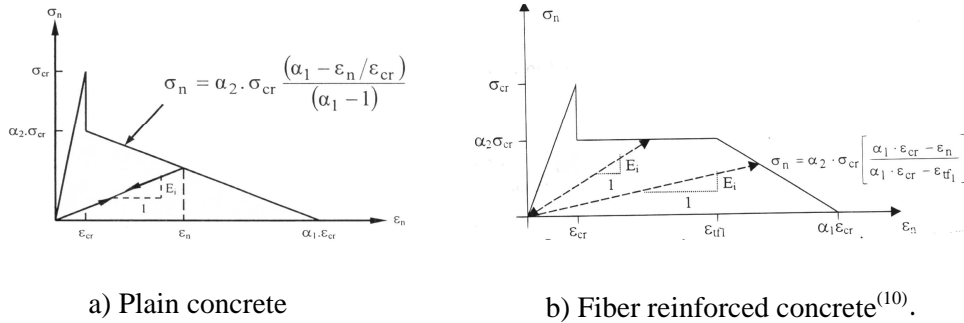 σn
σcr
σn = α2 . σcr (α1 − εn/εcr) / (α1 − 1)
α2.σcr
Ei
1
εcr
εn
α1.εcr
εn
a) Plain concrete
σn
σcr
α2σcr
σn = α2 · σcr [ (α1 · εcr − εn) / (α1 · εcr − εtf1) ]
Ei
1
Ei
1
εcr
εtf1
α1εcr
εn
b) Fiber reinforced concrete(10).